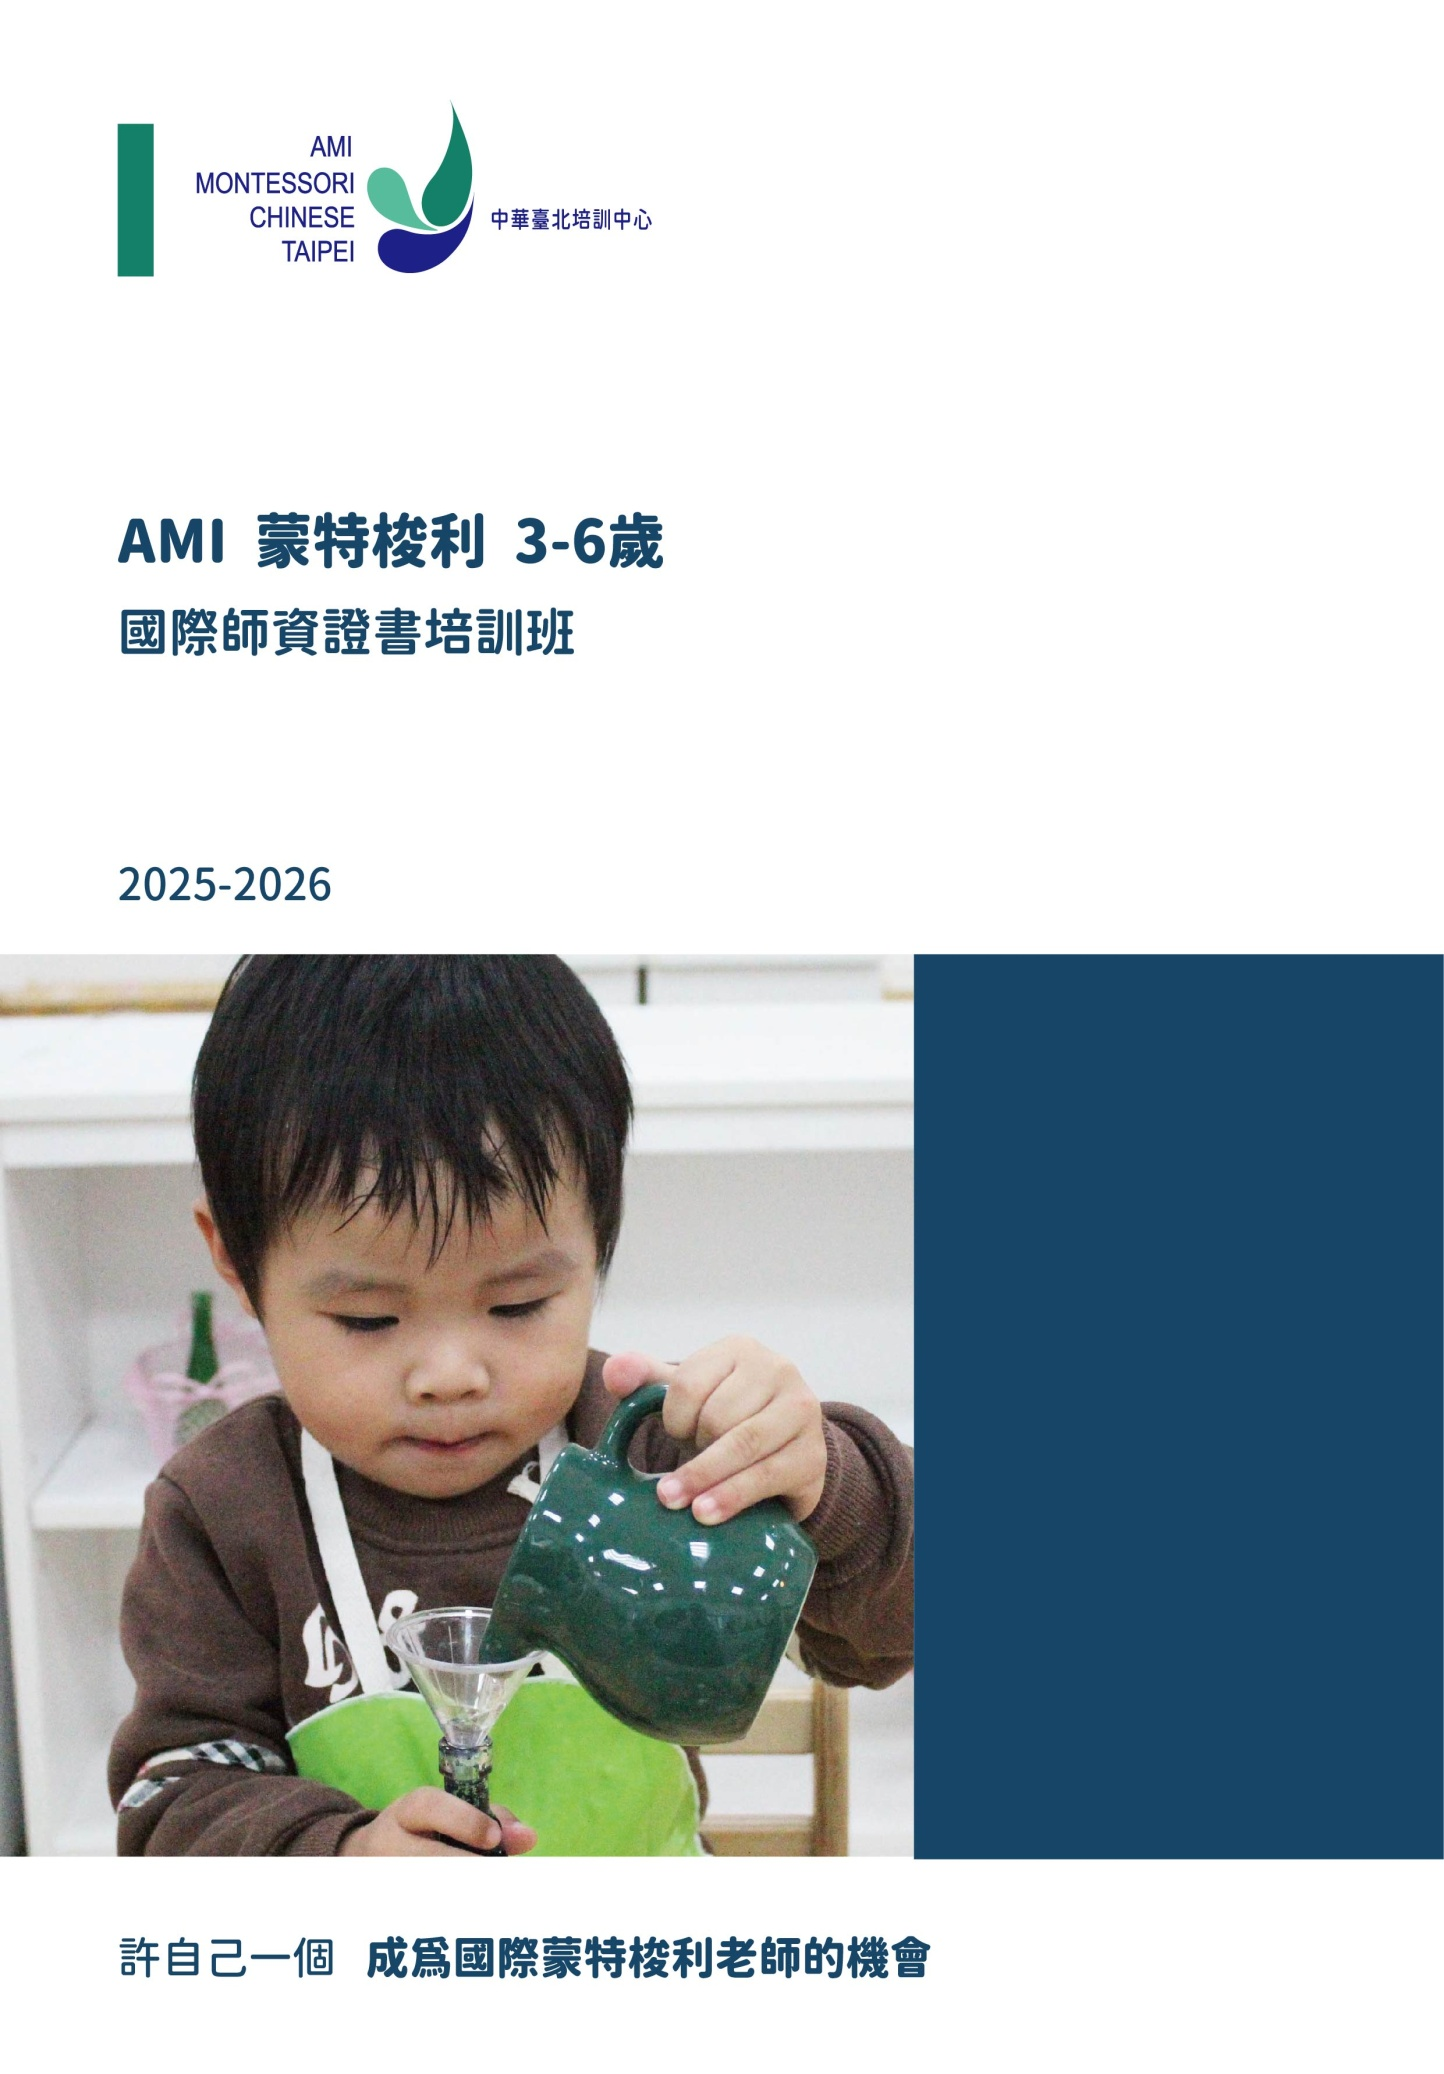 AMI
MONTESSORI
CHINESE
TAIPEI
中華臺北培訓中心
AMI 蒙特梭利 3-6歲
國際師資證書培訓班
2025-2026
許自己一個 成為國際蒙特梭利老師的機會